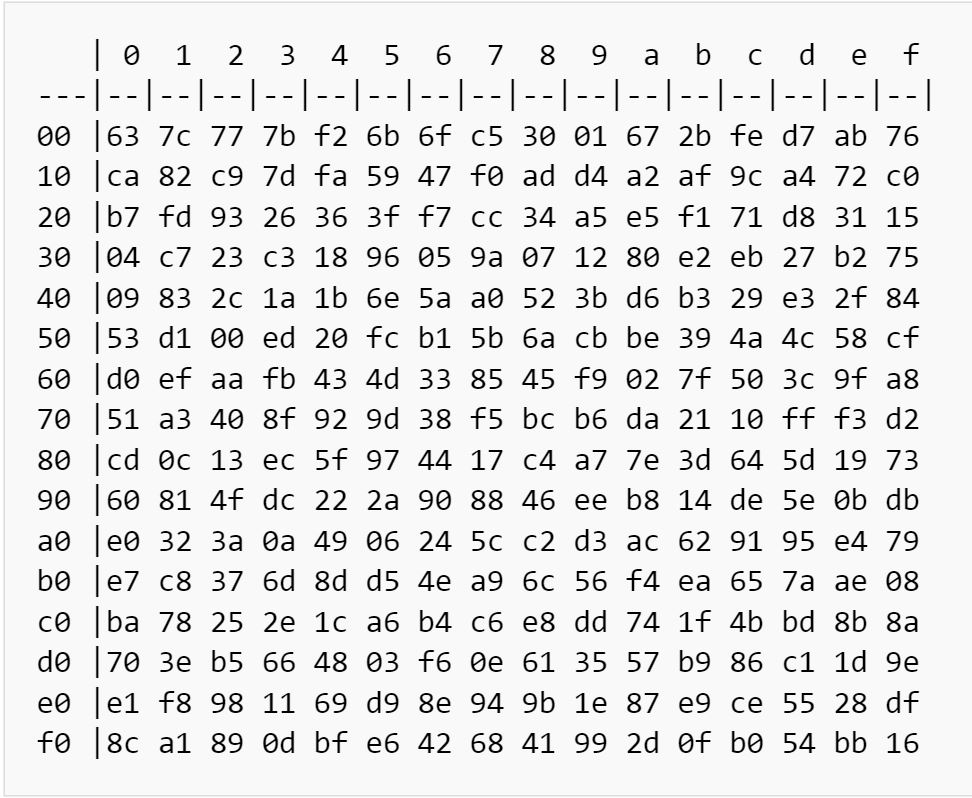 | 0 1 2 3 4 5 6 7 8 9 a b c d e f
---|--|--|--|--|--|--|--|--|--|--|--|--|--|--|--|--|
00 |63 7c 77 7b f2 6b 6f c5 30 01 67 2b fe d7 ab 76
10 |ca 82 c9 7d fa 59 47 f0 ad d4 a2 af 9c a4 72 c0
20 |b7 fd 93 26 36 3f f7 cc 34 a5 e5 f1 71 d8 31 15
30 |04 c7 23 c3 18 96 05 9a 07 12 80 e2 eb 27 b2 75
40 |09 83 2c 1a 1b 6e 5a a0 52 3b d6 b3 29 e3 2f 84
50 |53 d1 00 ed 20 fc b1 5b 6a cb be 39 4a 4c 58 cf
60 |d0 ef aa fb 43 4d 33 85 45 f9 02 7f 50 3c 9f a8
70 |51 a3 40 8f 92 9d 38 f5 bc b6 da 21 10 ff f3 d2
80 |cd 0c 13 ec 5f 97 44 17 c4 a7 7e 3d 64 5d 19 73
90 |60 81 4f dc 22 2a 90 88 46 ee b8 14 de 5e 0b db
a0 |e0 32 3a 0a 49 06 24 5c c2 d3 ac 62 91 95 e4 79
b0 |e7 c8 37 6d 8d d5 4e a9 6c 56 f4 ea 65 7a ae 08
c0 |ba 78 25 2e 1c a6 b4 c6 e8 dd 74 1f 4b bd 8b 8a
d0 |70 3e b5 66 48 03 f6 0e 61 35 57 b9 86 c1 1d 9e
e0 |e1 f8 98 11 69 d9 8e 94 9b 1e 87 e9 ce 55 28 df
f0 |8c a1 89 0d bf e6 42 68 41 99 2d 0f b0 54 bb 16